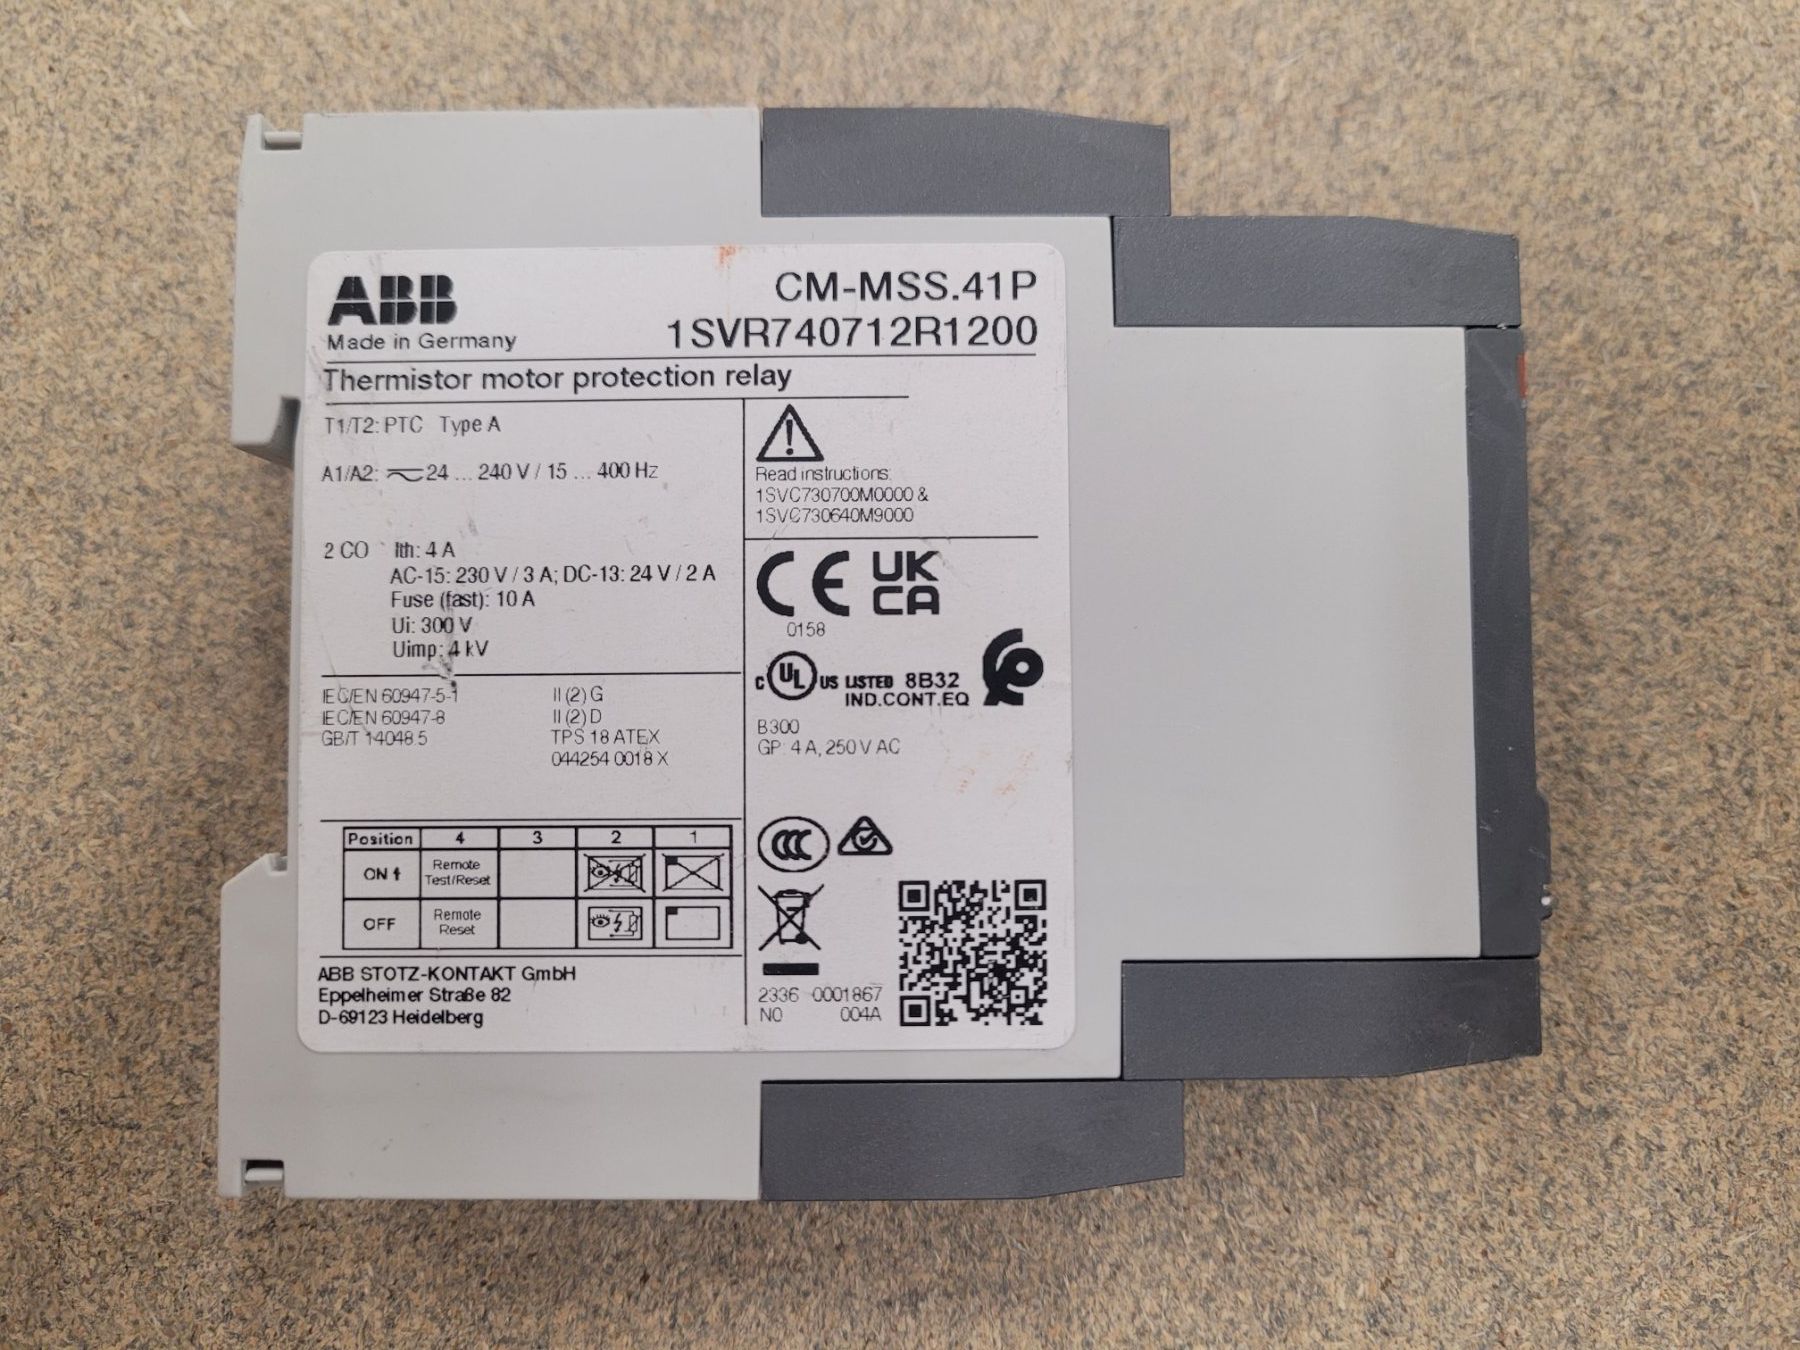 ABB
CM-MSS.41P
Made in Germany
1SVR740712R1200
Thermistor motor protection relay
T1/T2: PTC Type A
A1/A2: 24 ... 240 V / 15 ... 400 Hz
2 CO Ith: 4 A
AC-15: 230 V / 3 A; DC-13: 24 V / 2 A
Fuse (fast): 10 A
Ui: 300 V
Uimp: 4 kV
IEC/EN 60947-5-1
IEC/EN 60947-8
GB/T 14048.5
II (2) G
II (2) D
TPS 18 ATEX
044254 0018 X
Position 4 3 2 1
ON Remote Test/Reset
OFF Remote Reset
ABB STOTZ-KONTAKT GmbH
Eppelheimer Straße 82
D-69123 Heidelberg
Read instructions:
1SVC730700M0000 &
1SVC730640M9000
CE UK CA
0158
c UL US LISTED 8B32
IND.CONT.EQ
B300
GP: 4 A, 250 V AC
CCC
2336 0001867
N0 004A